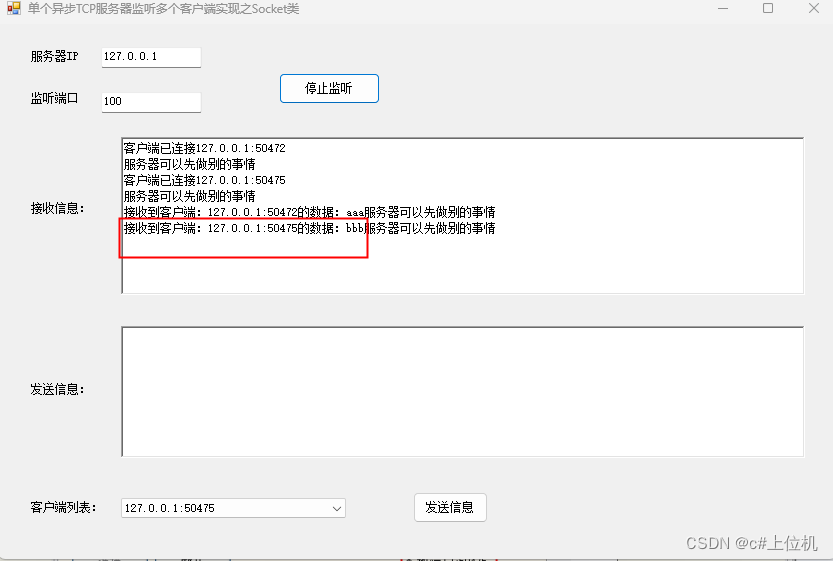 单个异步TCP服务器监听多个客户端实现之Socket类
服务器IP
127.0.0.1
监听端口
100
停止监听
接收信息:
客户端已连接127.0.0.1:50472
服务器可以先做别的事情
客户端已连接127.0.0.1:50475
服务器可以先做别的事情
接收到客户端: 127.0.0.1:50472的数据: aaa服务器可以先做别的事情
接收到客户端: 127.0.0.1:50475的数据: bbb服务器可以先做别的事情
发送信息:
客户端列表:
127.0.0.1:50475
发送信息
CSDN @c#上位机